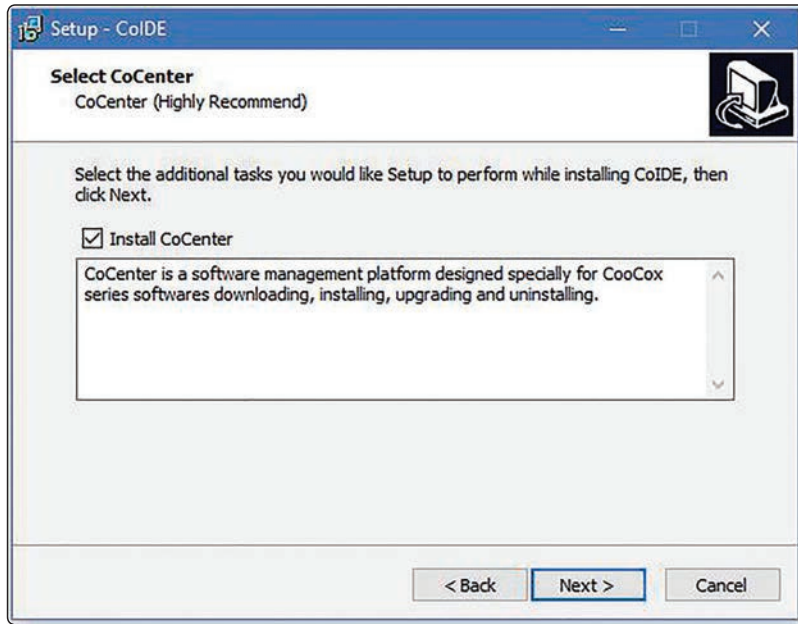 Setup - CoIDE
Select CoCenter
CoCenter (Highly Recommend)
Select the additional tasks you would like Setup to perform while installing CoIDE, then
click Next.
Install CoCenter
CoCenter is a software management platform designed specially for CooCox
series softwares downloading, installing, upgrading and uninstalling.
< Back Next > Cancel